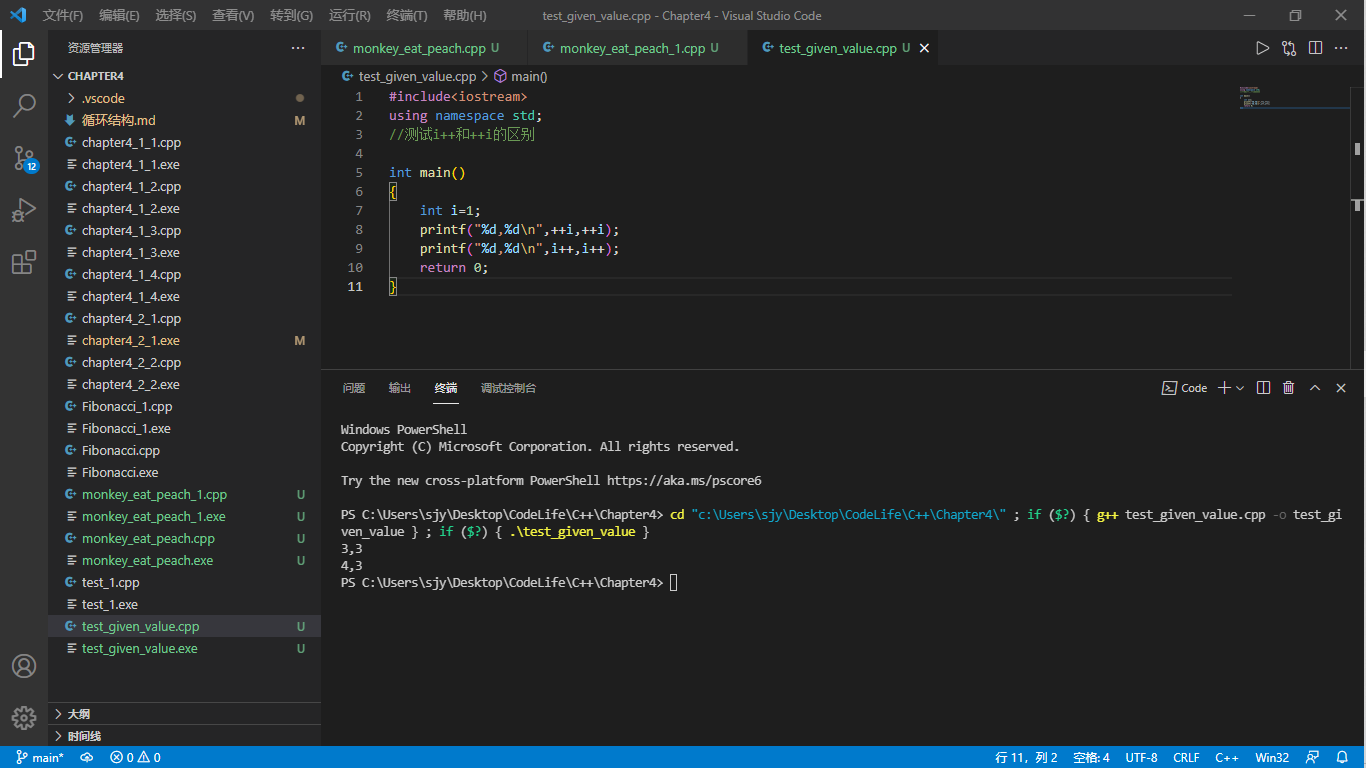 文件(F) 编辑(E) 选择(S) 查看(V) 转到(G) 运行(R) 终端(T) 帮助(H) test_given_value.cpp - Chapter4 - Visual Studio Code
资源管理器
CHAPTER4
.vscode
循环结构.md M
chapter4_1_1.cpp
chapter4_1_1.exe
chapter4_1_2.cpp
chapter4_1_2.exe
chapter4_1_3.cpp
chapter4_1_3.exe
chapter4_1_4.cpp
chapter4_1_4.exe
chapter4_2_1.cpp
chapter4_2_1.exe M
chapter4_2_2.cpp
chapter4_2_2.exe
Fibonacci_1.cpp
Fibonacci_1.exe
Fibonacci.cpp
Fibonacci.exe
monkey_eat_peach_1.cpp U
monkey_eat_peach_1.exe U
monkey_eat_peach.cpp U
monkey_eat_peach.exe U
test_1.cpp
test_1.exe
test_given_value.cpp U
test_given_value.exe U
大纲
时间线
12
monkey_eat_peach.cpp U monkey_eat_peach_1.cpp U test_given_value.cpp U
test_given_value.cpp > main()
1 #include<iostream>
2 using namespace std;
3 //测试i++和++i的区别
4
5 int main()
6 {
7 int i=1;
8 printf("%d,%d\n",++i,++i);
9 printf("%d,%d\n",i++,i++);
10 return 0;
11 }
问题 输出 终端 调试控制台 Code
Windows PowerShell
Copyright (C) Microsoft Corporation. All rights reserved.
Try the new cross-platform PowerShell https://aka.ms/pscore6
PS C:\Users\sjy\Desktop\CodeLife\C++\Chapter4> cd "c:\Users\sjy\Desktop\CodeLife\C++\Chapter4\" ; if ($?) { g++ test_given_value.cpp -o test_gi
ven_value } ; if ($?) { .\test_given_value }
3,3
4,3
PS C:\Users\sjy\Desktop\CodeLife\C++\Chapter4>
main* 0 0 行 11，列 2 空格: 4 UTF-8 CRLF C++ Win32